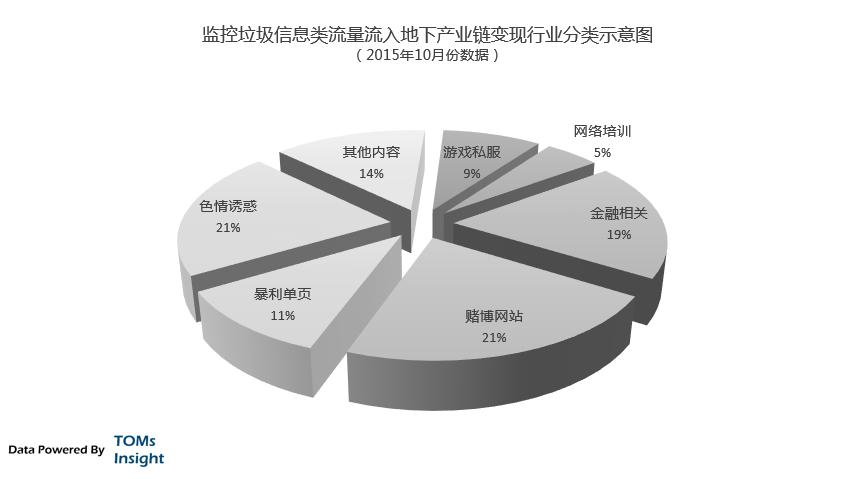 监控垃圾信息类流量流入地下产业链变现行业分类示意图
（2015年10月份数据）
网络培训
5%
其他内容
14%
游戏私服
9%
色情诱惑
21%
金融相关
19%
暴利单页
11%
赌博网站
21%
Data Powered By
TOMs
Insight